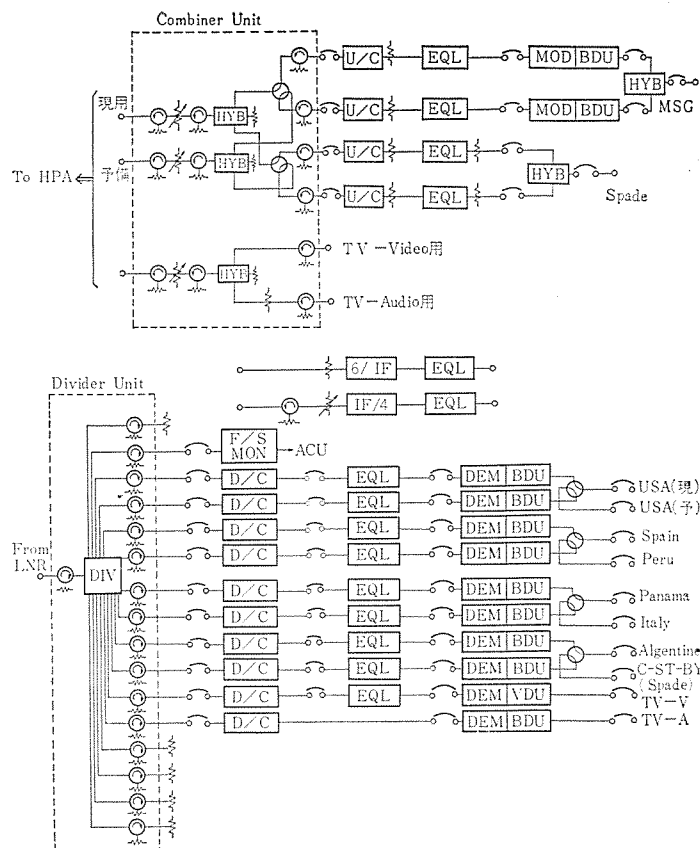 Combiner Unit
U/C EQL MOD BDU
HYB
MSG
現用
HYB
U/C EQL MOD BDU
To HPA
予備
HYB
U/C EQL
HYB
Spade
U/C EQL
HYB
TV-Video用
TV-Audio用
6/IF EQL
IF/4 EQL
Divider Unit
F/S MON ACU
D/C EQL DEM BDU USA(現)
D/C EQL DEM BDU USA(予)
D/C EQL DEM BDU Spain
D/C EQL DEM BDU Peru
From LNR
DIV
D/C EQL DEM BDU Panama
D/C EQL DEM BDU Italy
D/C EQL DEM BDU Algentine
D/C EQL DEM BDU C-ST-BY (Spade)
D/C EQL DEM VDU TV-V
D/C DEM BDU TV-A